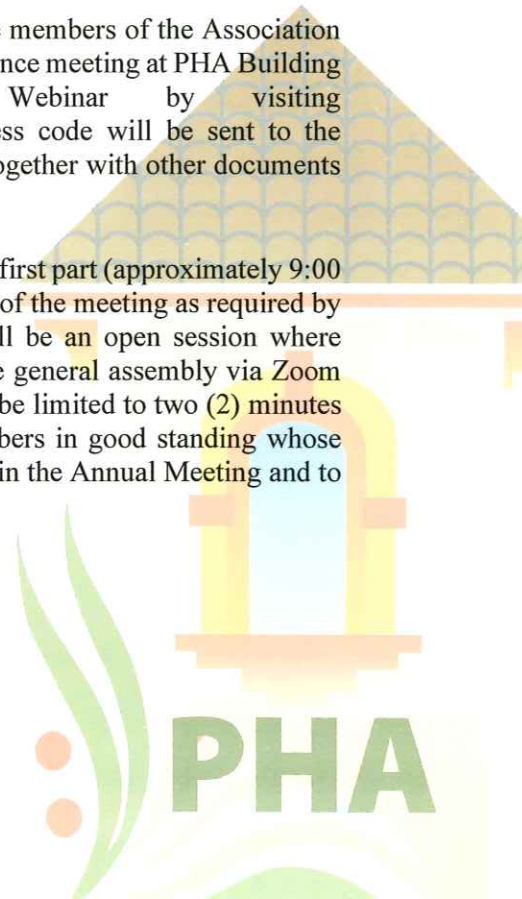 e members of the Association
ence meeting at PHA Building
Webinar by visiting
ess code will be sent to the
ogether with other documents
first part (approximately 9:00
of the meeting as required by
ll be an open session where
e general assembly via Zoom
be limited to two (2) minutes
bers in good standing whose
in the Annual Meeting and to
PHA